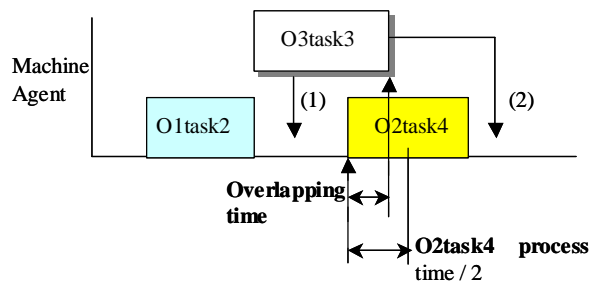 O3task3
Machine
Agent
(1)
(2)
O1task2
O2task4
Overlapping
time
O2task4 process
time / 2